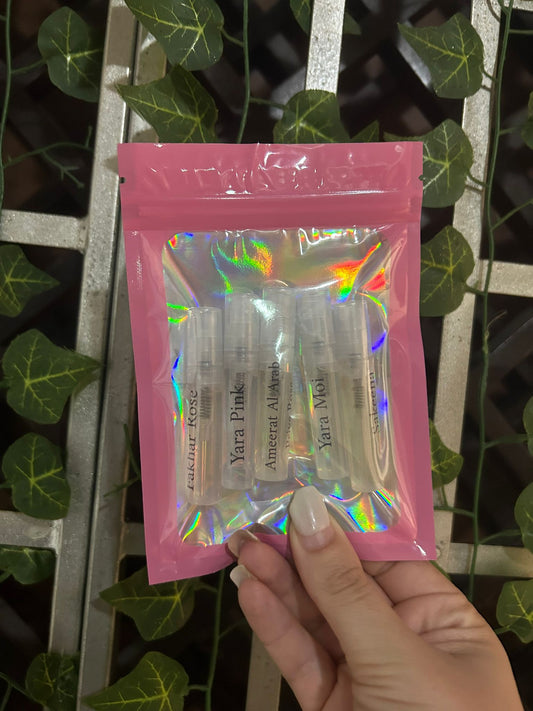 Fakhar Rose
Yara Pink
Ameerat Al Arab
Yara Moi
Sakeena